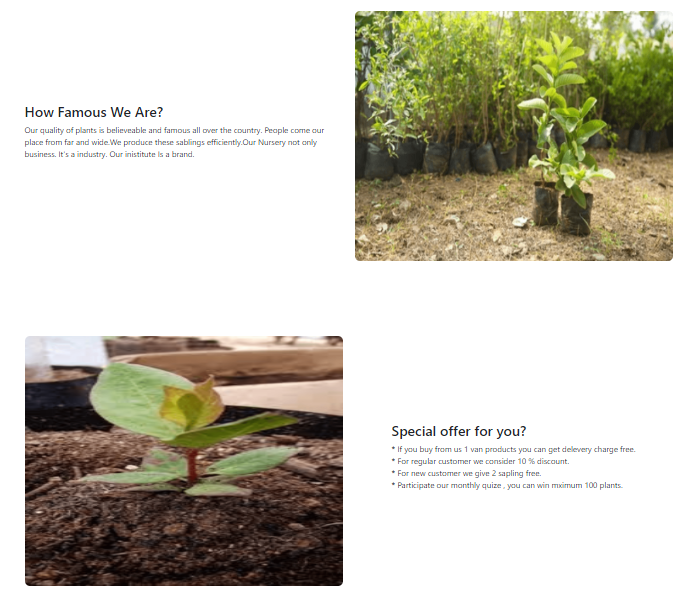 How Famous We Are?
Our quality of plants is believeable and famous all over the country. People come our
place from far and wide.We produce these sablings efficiently.Our Nursery not only
business. It's a industry. Our inistitute Is a brand.
Special offer for you?
* If you buy from us 1 van products you can get delevery charge free.
* For regular customer we consider 10 % discount.
* For new customer we give 2 sapling free.
* Participate our monthly quize , you can win mximum 100 plants.